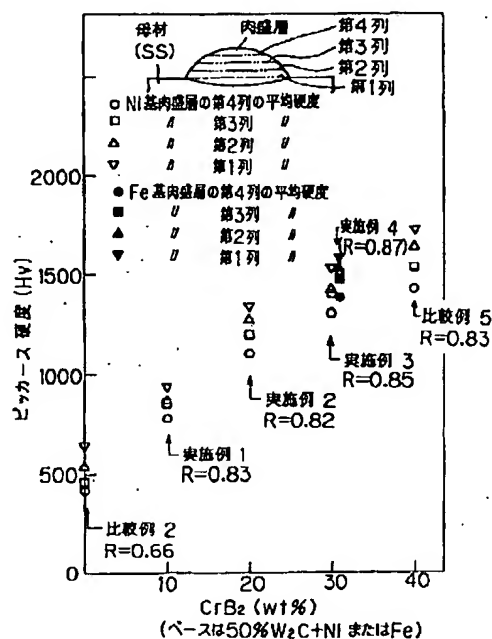 母材
(SS)
肉盛層
第4列
第3列
第2列
第1列
○ Ni基肉盛層の第4列の平均硬度
□ 〃 第3列 〃
△ 〃 第2列 〃
▽ 〃 第1列 〃
● Fe基肉盛層の第4列の平均硬度
■ 〃 第3列 〃
▲ 〃 第2列 〃
▼ 〃 第1列 〃
ビッカース硬度(Hv)
2000
1500
1000
500
0
実施例 4
(R=0.87)
比較例 5
R=0.83
実施例 3
R=0.85
実施例 2
R=0.82
実施例 1
R=0.83
比較例 2
R=0.66
10 20 30 40
CrB2 (wt%)
(ベースは50%W2C+NiまたはFe)